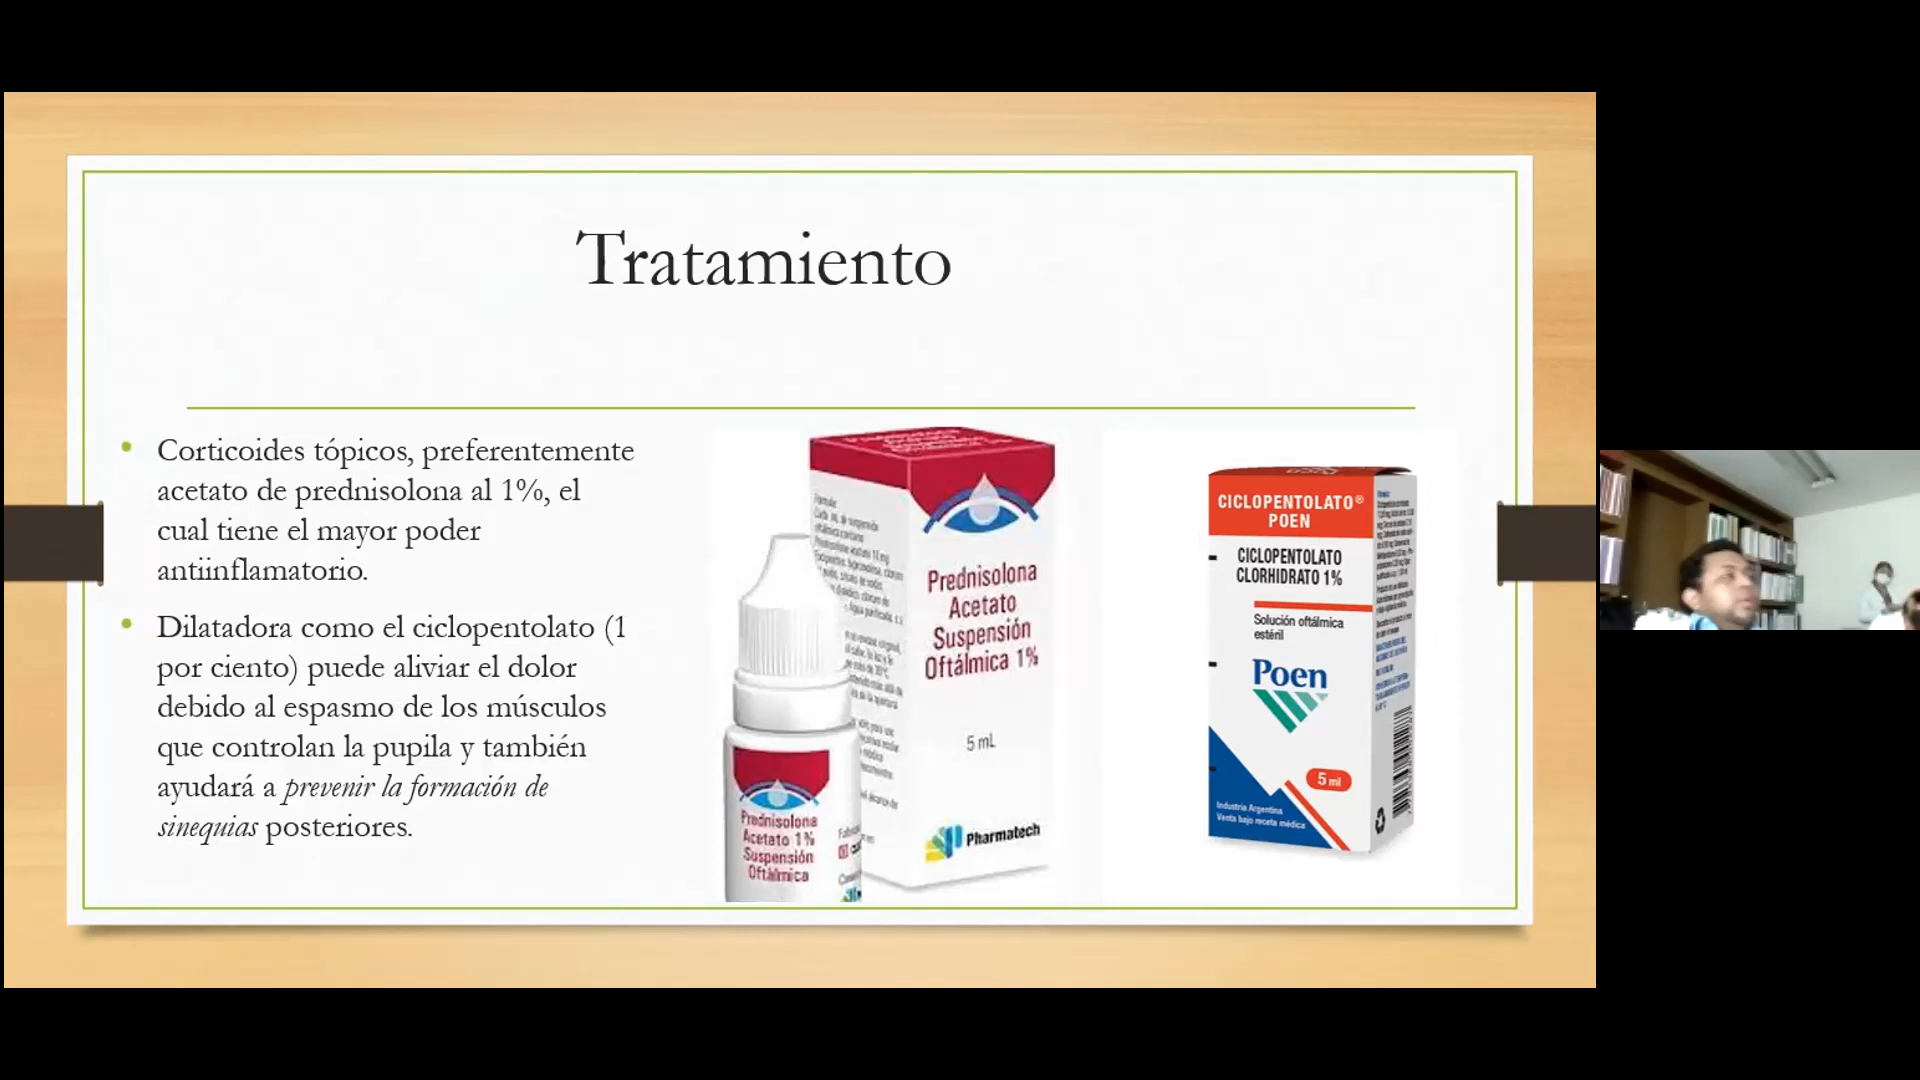 Tratamiento
• Corticoides tópicos, preferentemente
acetato de prednisolona al 1%, el
cual tiene el mayor poder
antiinflamatorio.
• Dilatadora como el ciclopentolato (1
por ciento) puede aliviar el dolor
debido al espasmo de los músculos
que controlan la pupila y también
ayudará a prevenir la formación de
sinequias posteriores.
Prednisolona
Acetato
Suspensión
Oftálmica 1%
5 mL
Pharmatech
Prednisolona
Acetato 1%
Suspensión
Oftálmica
CICLOPENTOLATO®
POEN
CICLOPENTOLATO
CLORHIDRATO 1%
Solución oftálmica
estéril
Poen
5 ml
Industria Argentina
Venta bajo receta médica